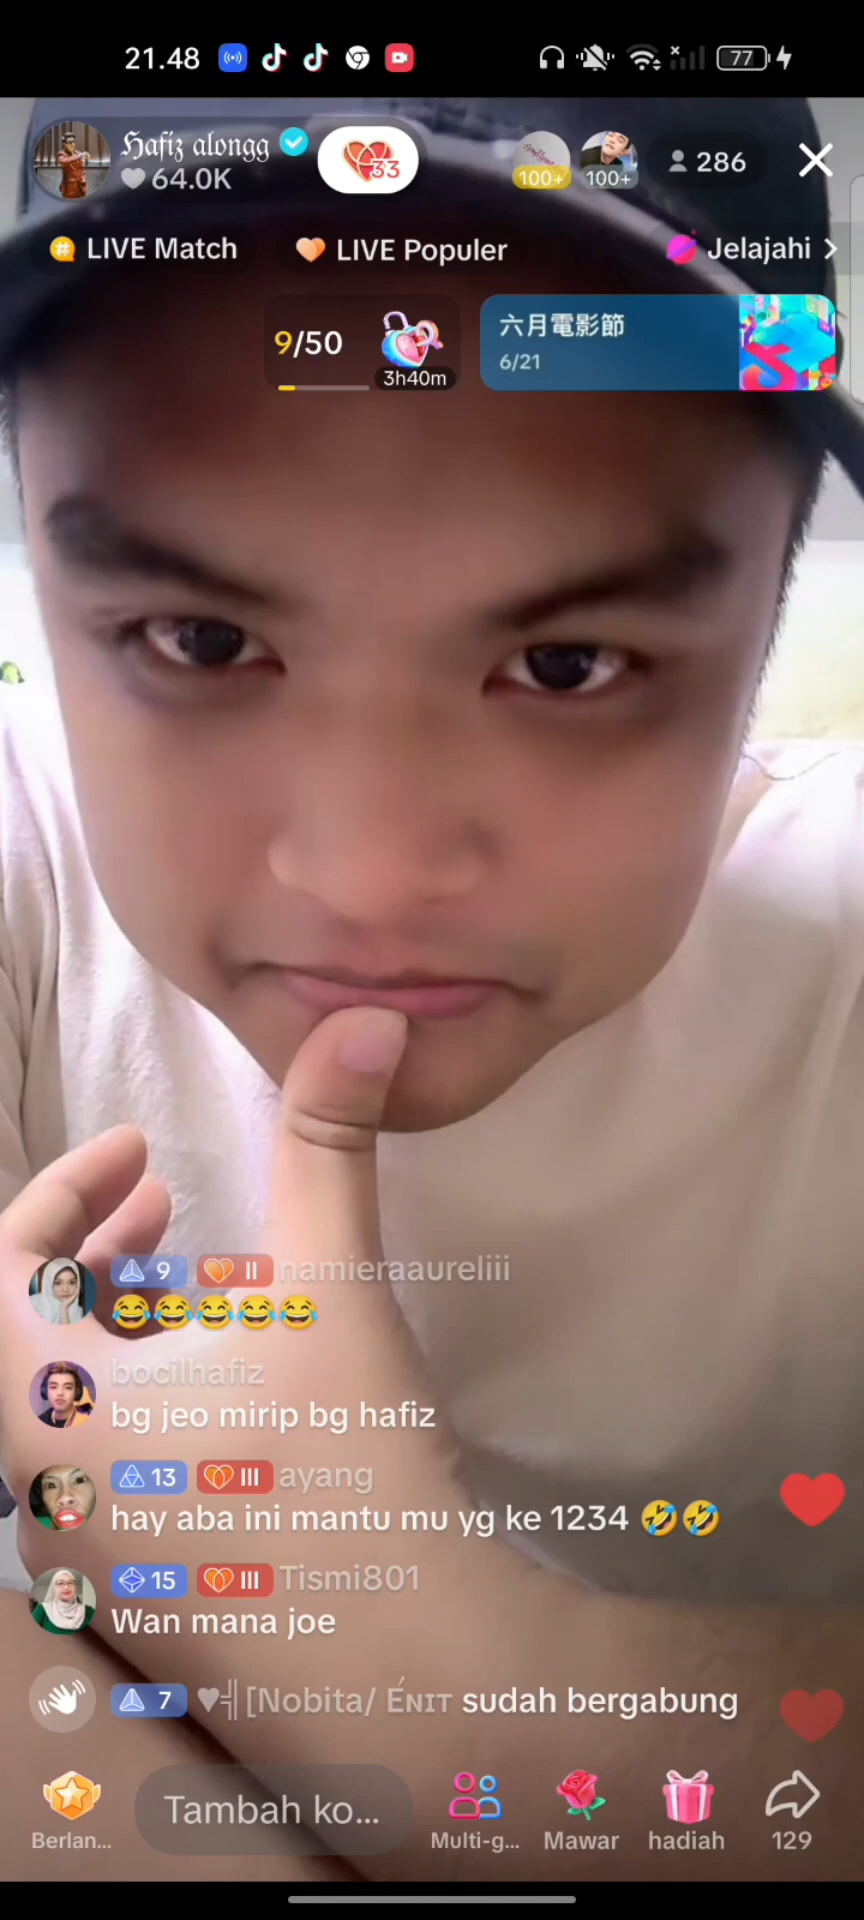 21.48
77
Hafiz alongg
64.0K
33
100+
100+
286
LIVE Match
LIVE Populer
Jelajahi >
9/50
3h40m
六月電影節
6/21
9 II namieraaureliii
😂😂😂😂😂
bocilhafiz
bg jeo mirip bg hafiz
13 III ayang
hay aba ini mantu mu yg ke 1234 🤣🤣
15 III Tismi801
Wan mana joe
7 ♥╣[Nobita/ ÉNIT sudah bergabung
Berlan...
Tambah ko...
Multi-g...
Mawar
hadiah
129